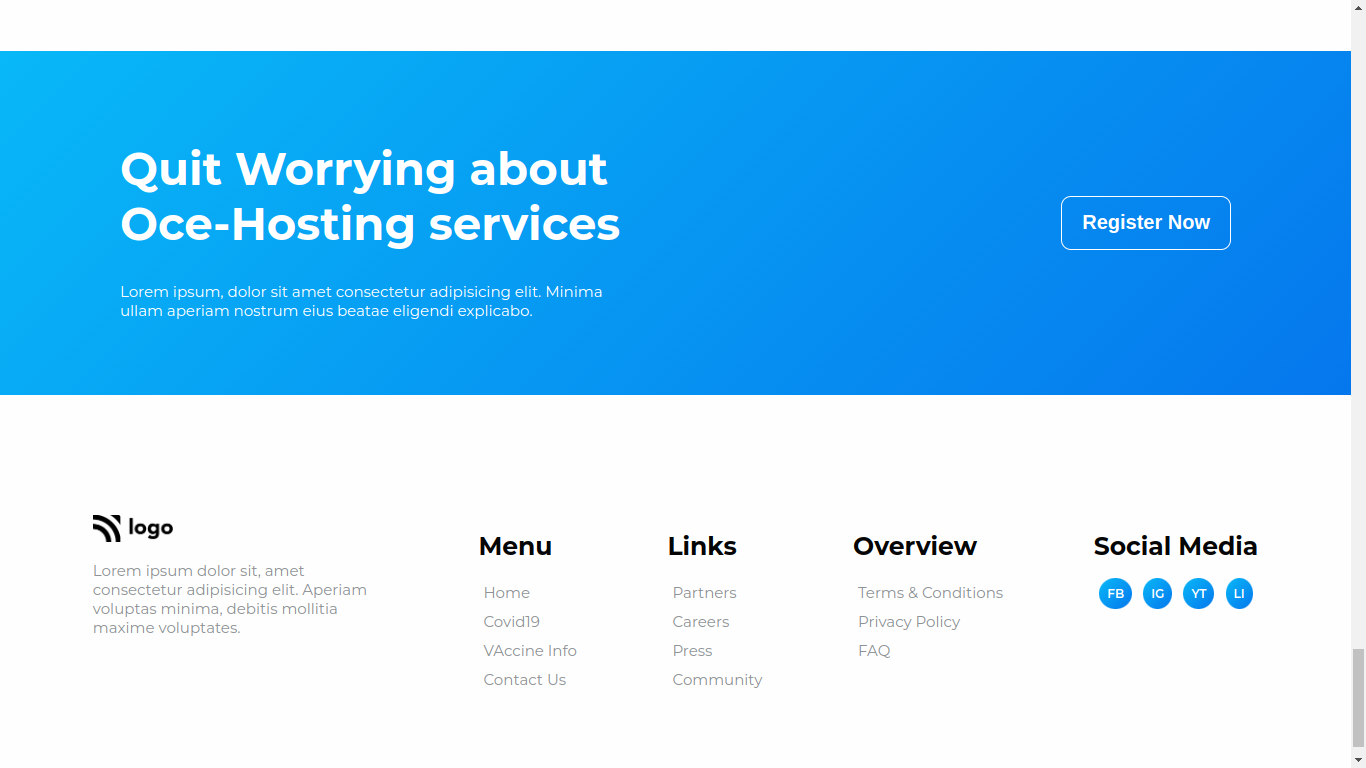 Quit Worrying about
Oce-Hosting services
Register Now
Lorem ipsum, dolor sit amet consectetur adipisicing elit. Minima
ullam aperiam nostrum eius beatae eligendi explicabo.
logo
Lorem ipsum dolor sit, amet
consectetur adipisicing elit. Aperiam
voluptas minima, debitis mollitia
maxime voluptates.
Menu
Home
Covid19
VAccine Info
Contact Us
Links
Partners
Careers
Press
Community
Overview
Terms & Conditions
Privacy Policy
FAQ
Social Media
FB IG YT LI